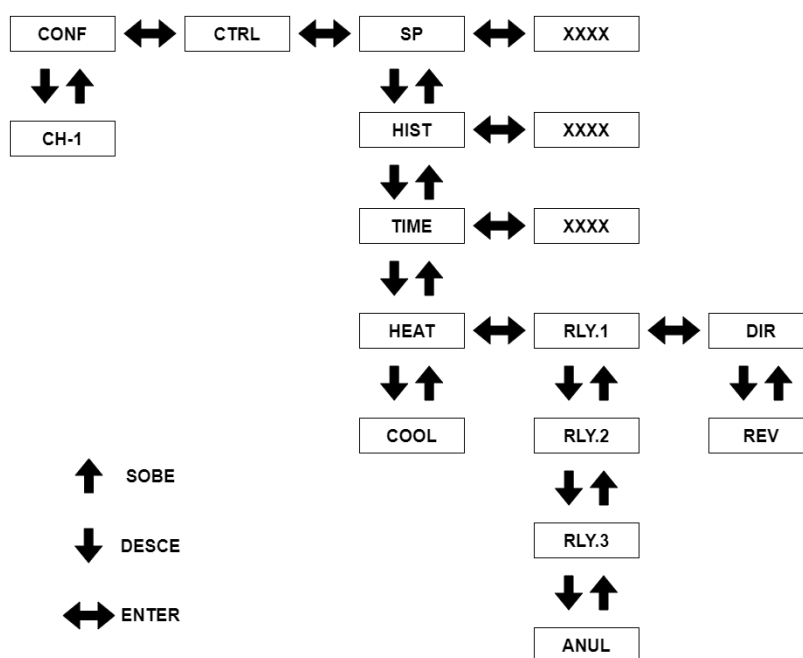 CONF CTRL SP XXXX
CH-1 HIST XXXX
TIME XXXX
HEAT RLY.1 DIR
COOL RLY.2 REV
SOBE
DESCE RLY.3
ENTER
ANUL